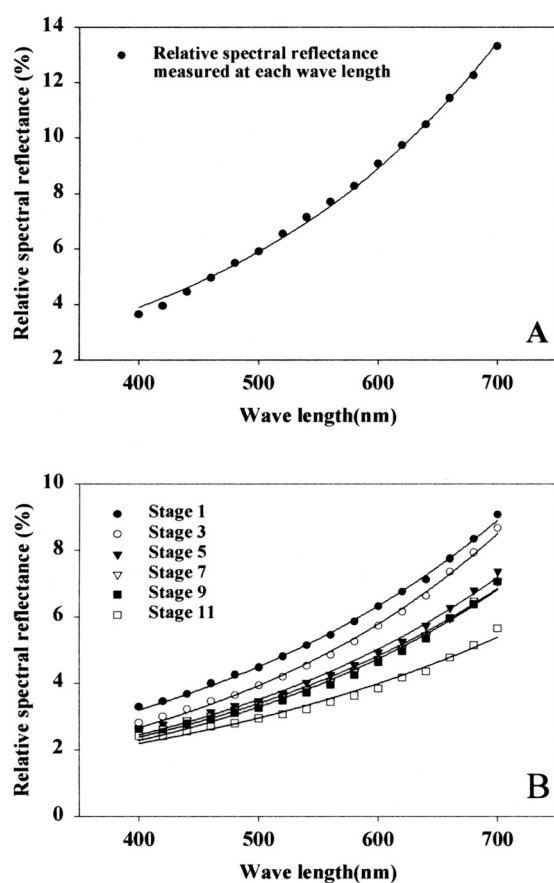 14
12
10
8
6
4
2
Relative spectral reflectance (%)
Relative spectral reflectance
measured at each wave length
A
400
500
600
700
Wave length(nm)
10
8
6
4
2
0
Relative spectral reflectance (%)
Stage 1
Stage 3
Stage 5
Stage 7
Stage 9
Stage 11
B
400
500
600
700
Wave length(nm)